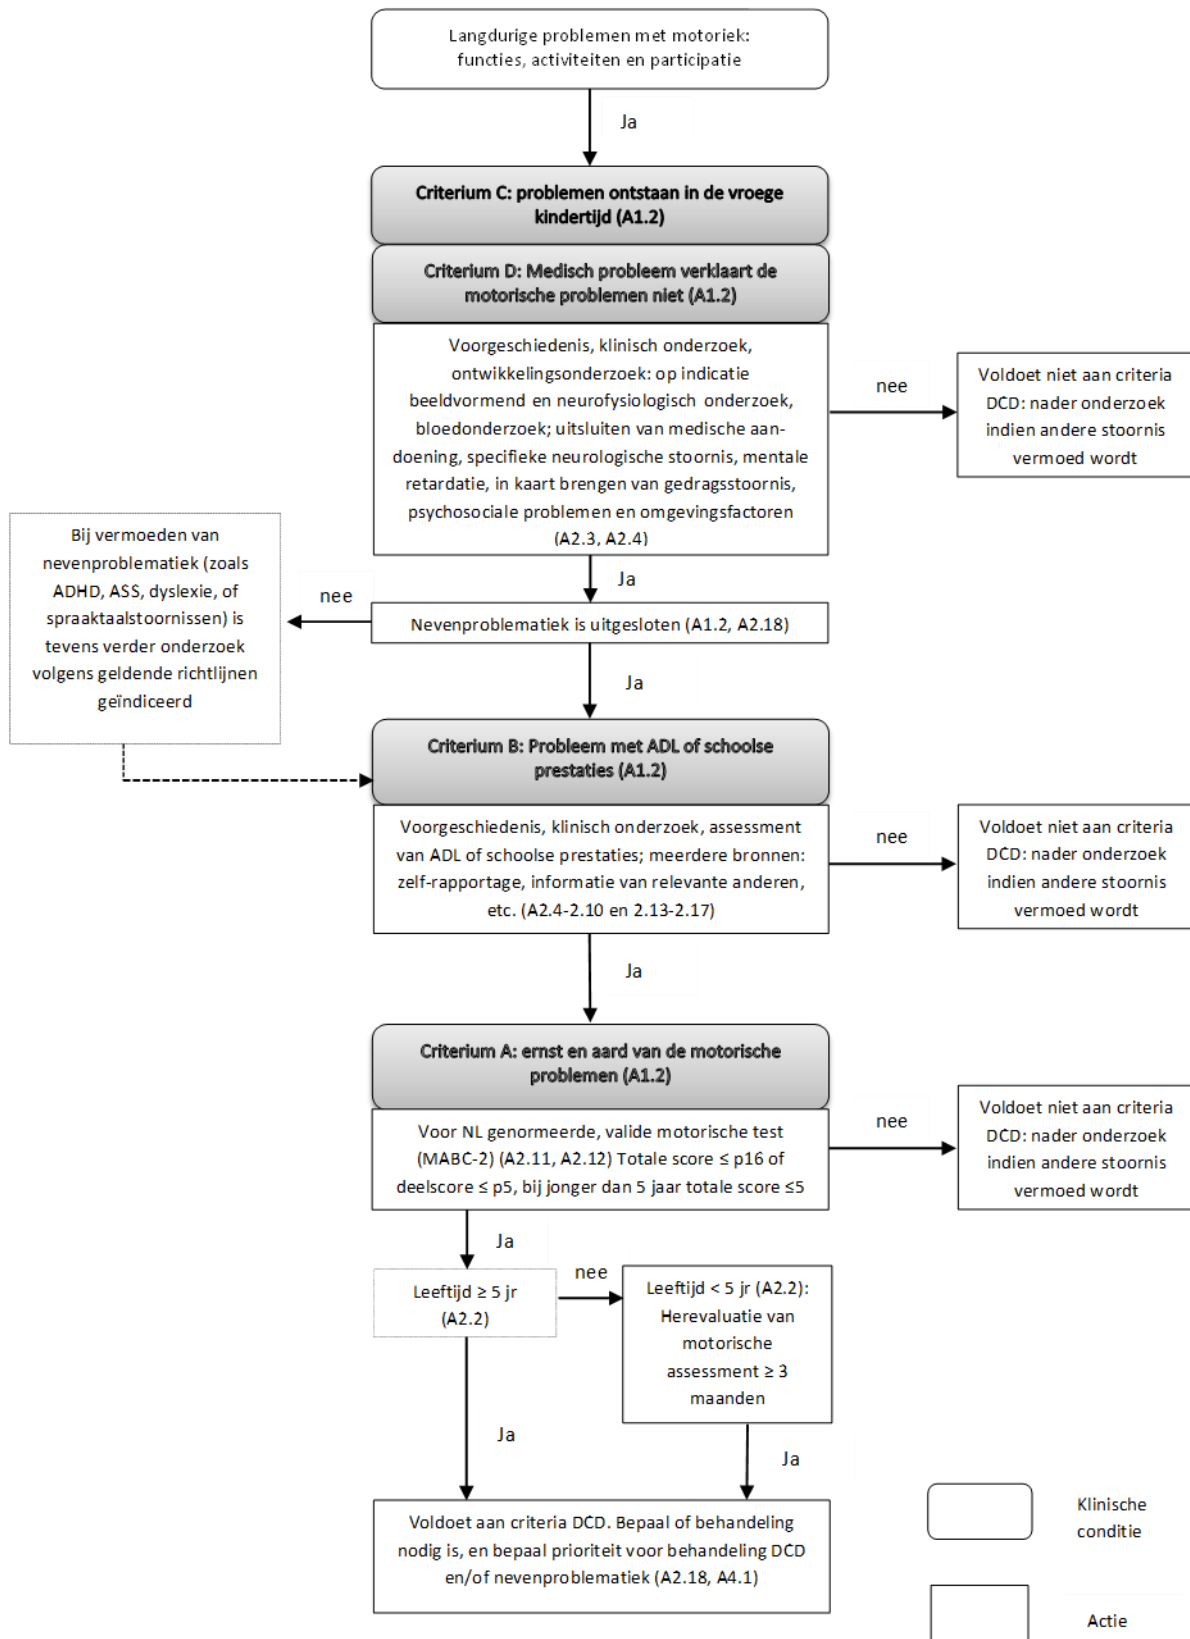 Langdurige problemen met motoriek:
functies, activiteiten en participatie
Ja
Criterium C: problemen ontstaan in de vroege
kindertijd (A1.2)
Criterium D: Medisch probleem verklaart de
motorische problemen niet (A1.2)
Voorgeschiedenis, klinisch onderzoek,
ontwikkelingsonderzoek: op indicatie
beeldvormend en neurofysiologisch onderzoek,
bloedonderzoek; uitsluiten van medische aan-
doening, specifieke neurologische stoornis, mentale
retardatie, in kaart brengen van gedragsstoornis,
psychosociale problemen en omgevingsfactoren
(A2.3, A2.4)
nee
Voldoet niet aan criteria
DCD: nader onderzoek
indien andere stoornis
vermoed wordt
Ja
Nevenproblematiek is uitgesloten (A1.2, A2.18)
nee
Bij vermoeden van
nevenproblematiek (zoals
ADHD, ASS, dyslexie, of
spraaktaalstoornissen) is
tevens verder onderzoek
volgens geldende richtlijnen
geïndiceerd
Ja
Criterium B: Probleem met ADL of schoolse
prestaties (A1.2)
Voorgeschiedenis, klinisch onderzoek, assessment
van ADL of schoolse prestaties; meerdere bronnen:
zelf-rapportage, informatie van relevante anderen,
etc. (A2.4-2.10 en 2.13-2.17)
nee
Voldoet niet aan criteria
DCD: nader onderzoek
indien andere stoornis
vermoed wordt
Ja
Criterium A: ernst en aard van de motorische
problemen (A1.2)
Voor NL genormeerde, valide motorische test
(MABC-2) (A2.11, A2.12) Totale score ≤ p16 of
deelscore ≤ p5, bij jonger dan 5 jaar totale score ≤5
nee
Voldoet niet aan criteria
DCD: nader onderzoek
indien andere stoornis
vermoed wordt
Ja
Leeftijd ≥ 5 jr
(A2.2)
nee
Leeftijd < 5 jr (A2.2):
Herevaluatie van
motorische
assessment ≥ 3
maanden
Ja
Ja
Voldoet aan criteria DCD. Bepaal of behandeling
nodig is, en bepaal prioriteit voor behandeling DCD
en/of nevenproblematiek (A2.18, A4.1)
Klinische
conditie
Actie